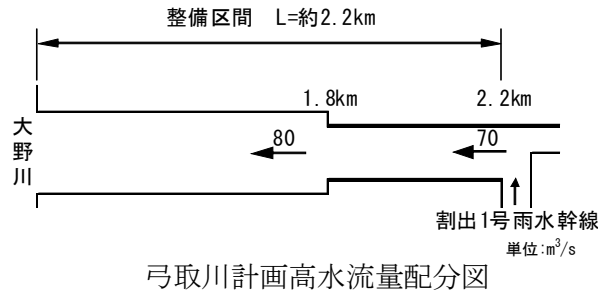 整備区間 L=約2.2km
1.8km
2.2km
大野川
80
70
割出1号雨水幹線
単位:m³/s
弓取川計画高水流量配分図